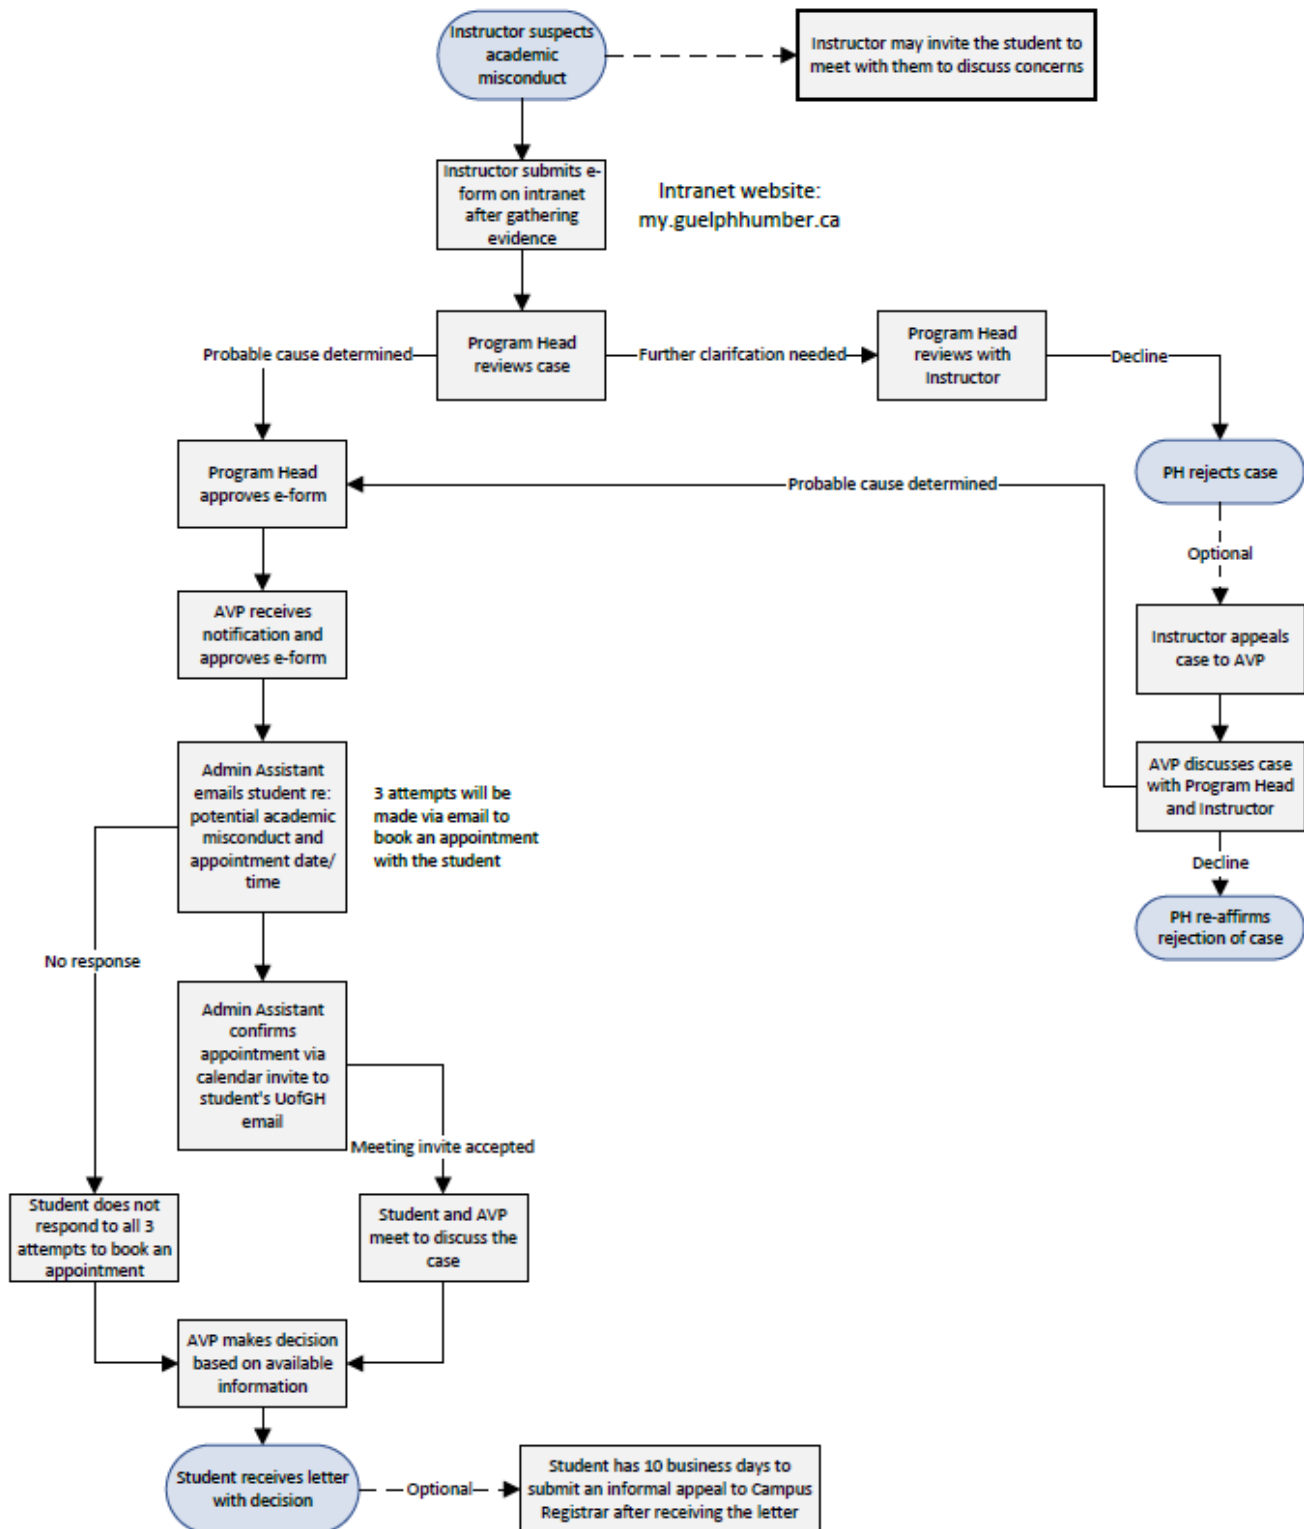 Instructor suspects
academic
misconduct
Instructor may invite the student to
meet with them to discuss concerns
Instructor submits e-
form on intranet
after gathering
evidence
Intranet website:
my.guelphhumber.ca
Probable cause determined
Program Head
reviews case
Further clarifcation needed
Program Head
reviews with
Instructor
Decline
Program Head
approves e-form
Probable cause determined
PH rejects case
Optional
AVP receives
notification and
approves e-form
Instructor appeals
case to AVP
Admin Assistant
emails student re:
potential academic
misconduct and
appointment date/
time
3 attempts will be
made via email to
book an appointment
with the student
AVP discusses case
with Program Head
and Instructor
Decline
PH re-affirms
rejection of case
No response
Admin Assistant
confirms
appointment via
calendar invite to
student's UofGH
email
Meeting invite accepted
Student does not
respond to all 3
attempts to book an
appointment
Student and AVP
meet to discuss the
case
AVP makes decision
based on available
information
Student receives letter
with decision
Optional
Student has 10 business days to
submit an informal appeal to Campus
Registrar after receiving the letter